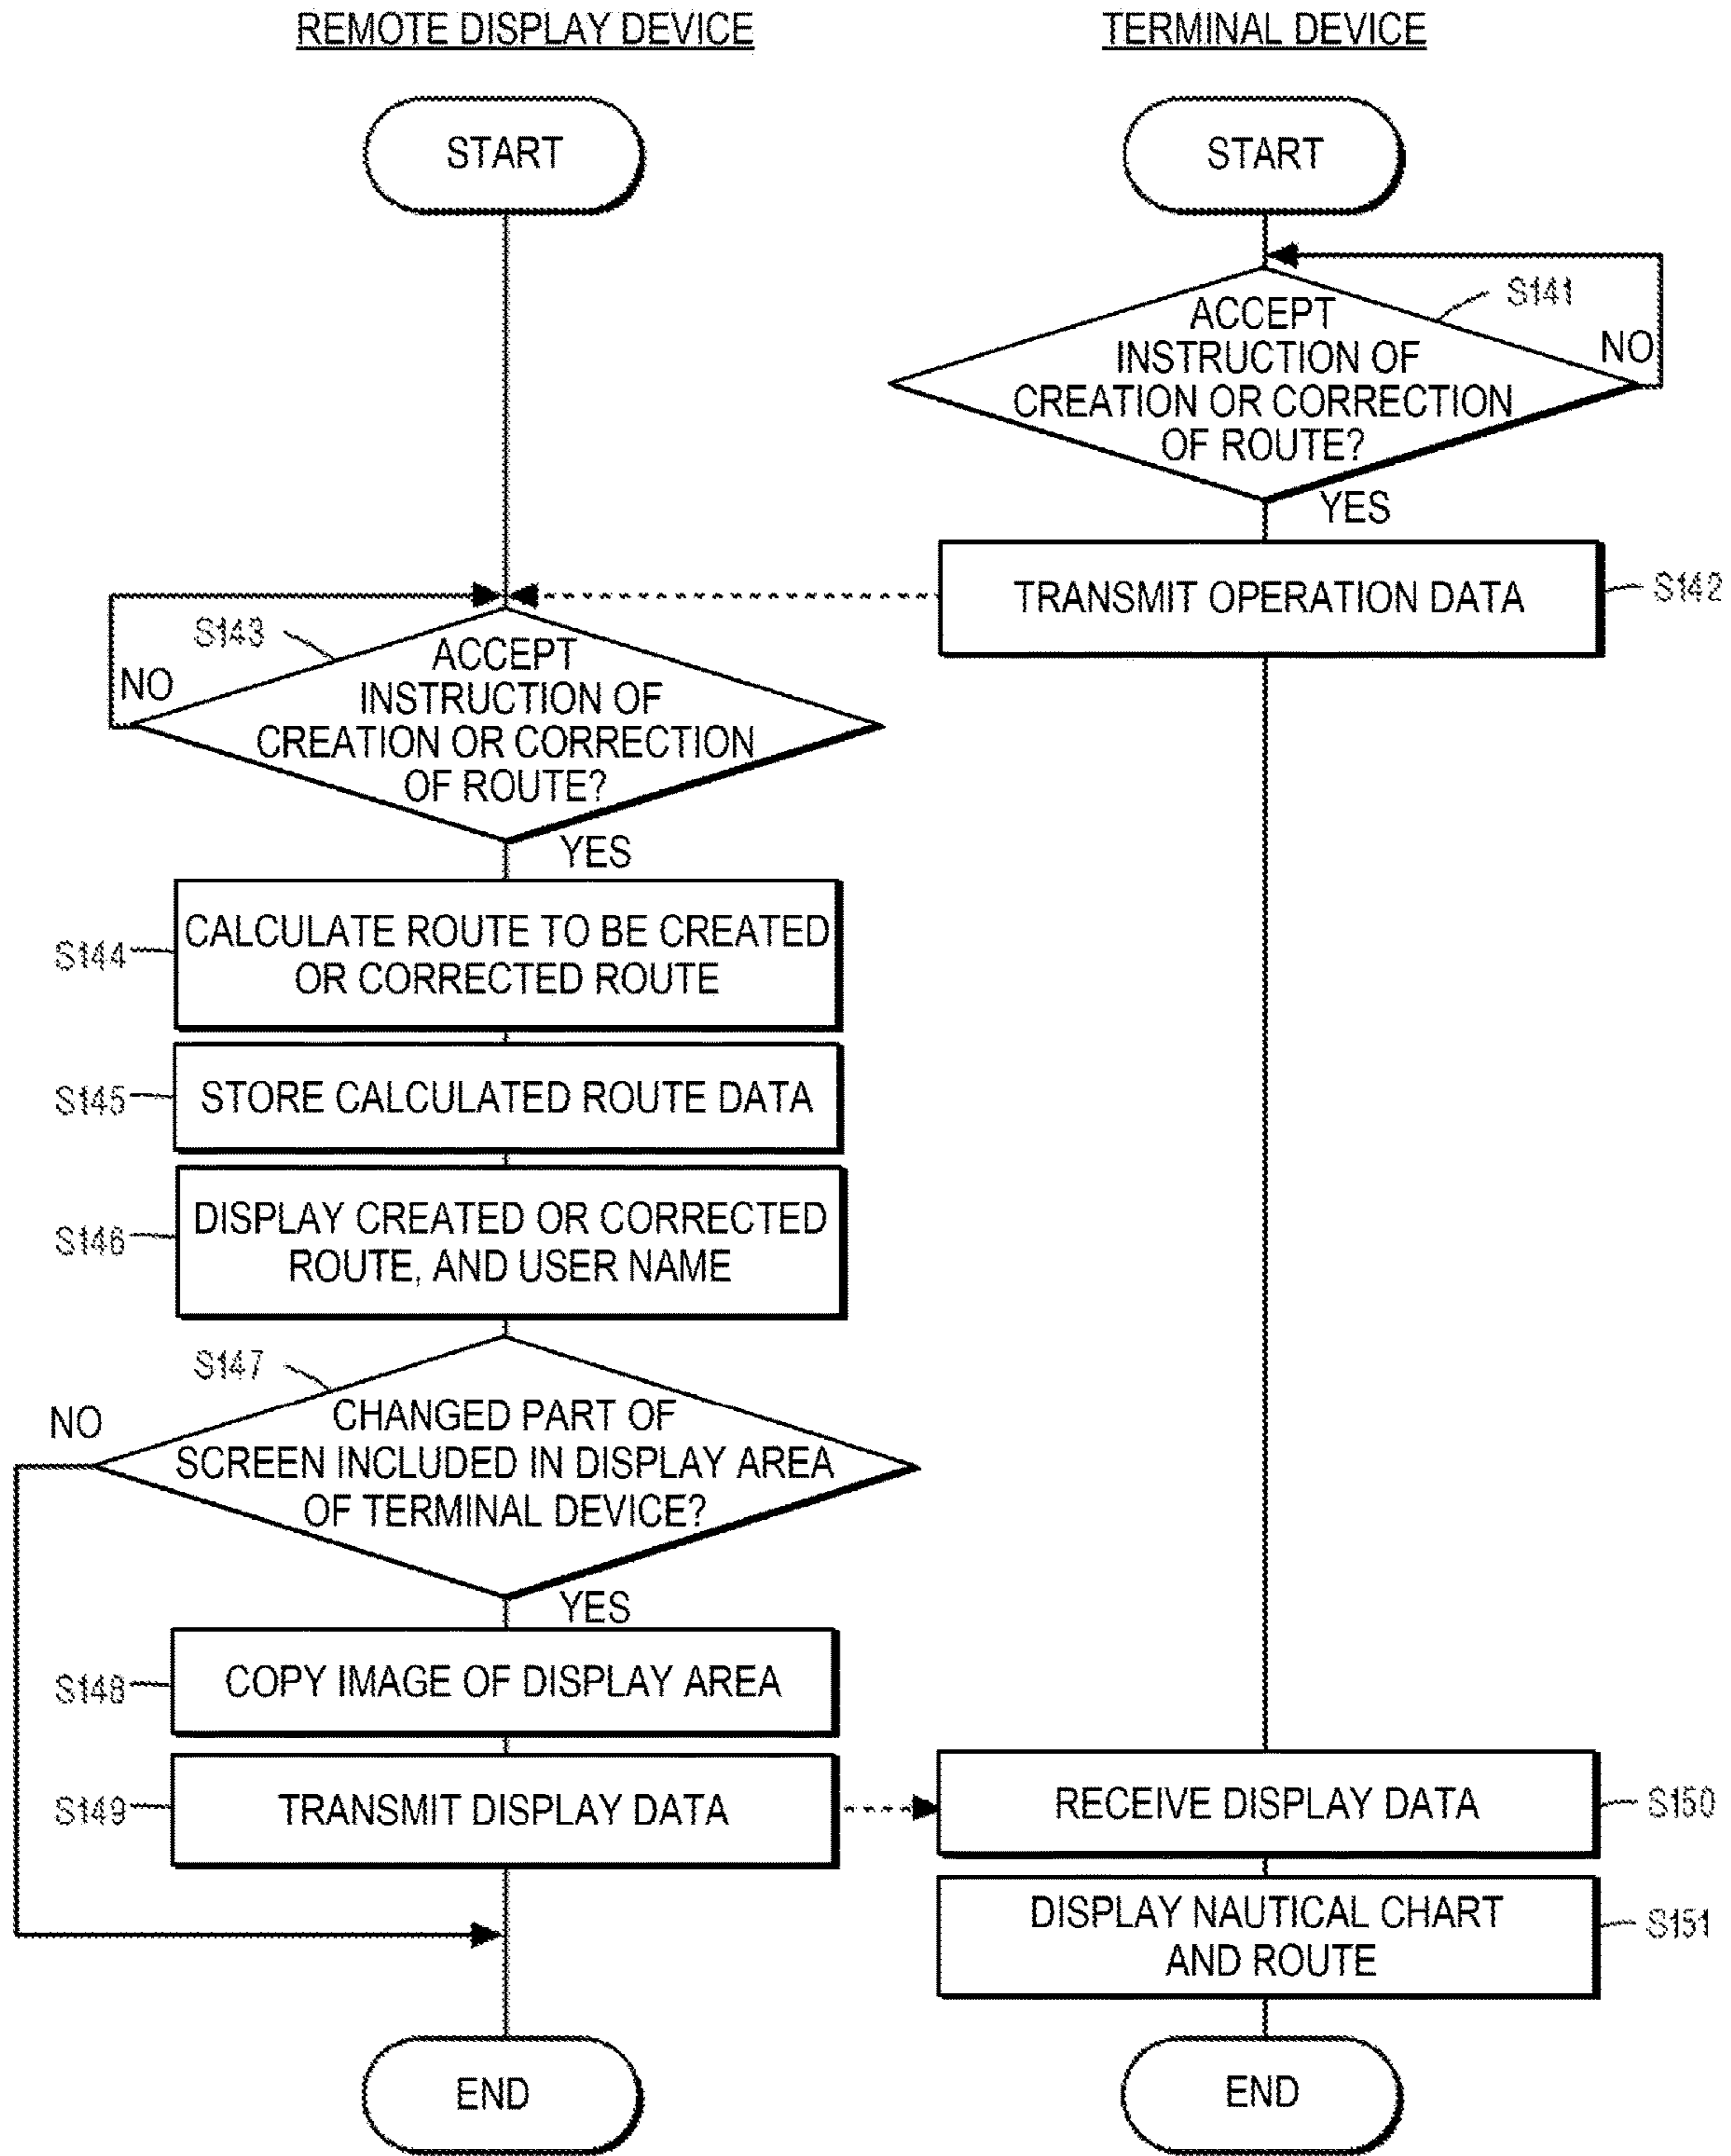 REMOTE DISPLAY DEVICE
TERMINAL DEVICE
START
START
S141
ACCEPT
INSTRUCTION OF
CREATION OR CORRECTION
OF ROUTE?
NO
YES
TRANSMIT OPERATION DATA
S142
S143
ACCEPT
INSTRUCTION OF
CREATION OR CORRECTION
OF ROUTE?
NO
YES
S144
CALCULATE ROUTE TO BE CREATED
OR CORRECTED ROUTE
S145
STORE CALCULATED ROUTE DATA
S146
DISPLAY CREATED OR CORRECTED
ROUTE, AND USER NAME
S147
NO
CHANGED PART OF
SCREEN INCLUDED IN DISPLAY AREA
OF TERMINAL DEVICE?
YES
S148
COPY IMAGE OF DISPLAY AREA
S149
TRANSMIT DISPLAY DATA
RECEIVE DISPLAY DATA
S150
DISPLAY NAUTICAL CHART
AND ROUTE
S151
END
END